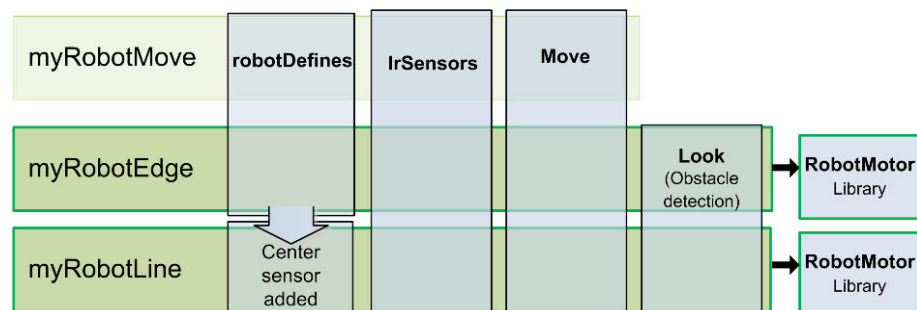 myRobotMove
robotDefines
IrSensors
Move
myRobotEdge
Look
(Obstacle
detection)
RobotMotor
Library
myRobotLine
Center
sensor
added
RobotMotor
Library